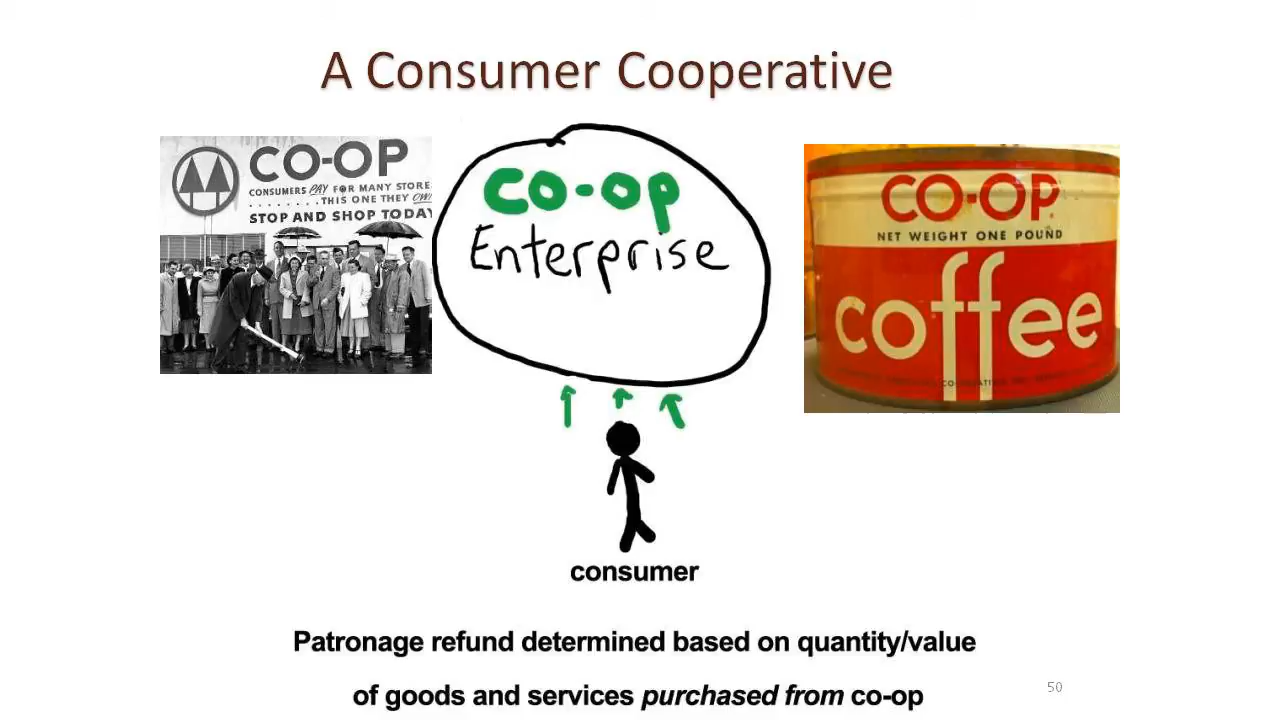 A Consumer Cooperative
CO-OP
CONSUMERS PAY FOR MANY STORE
. . . . . . . . THIS ONE THEY OWN
STOP AND SHOP TODAY
co-op
Enterprise
CO-OP
NET WEIGHT ONE POUND
coffee
consumer
Patronage refund determined based on quantity/value
of goods and services purchased from co-op
50